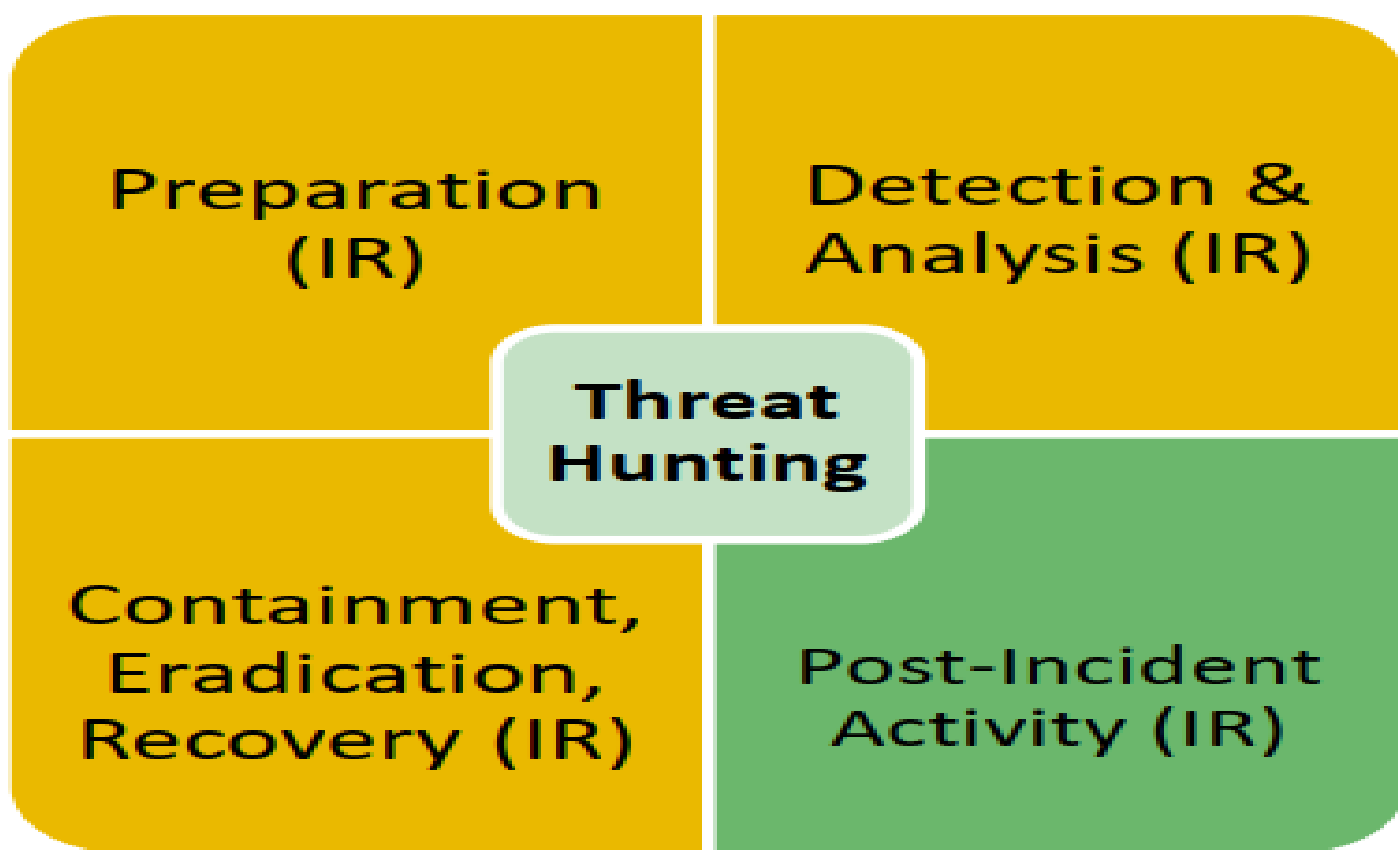 Preparation
(IR)
Detection &
Analysis (IR)
Threat
Hunting
Containment,
Eradication,
Recovery (IR)
Post-Incident
Activity (IR)